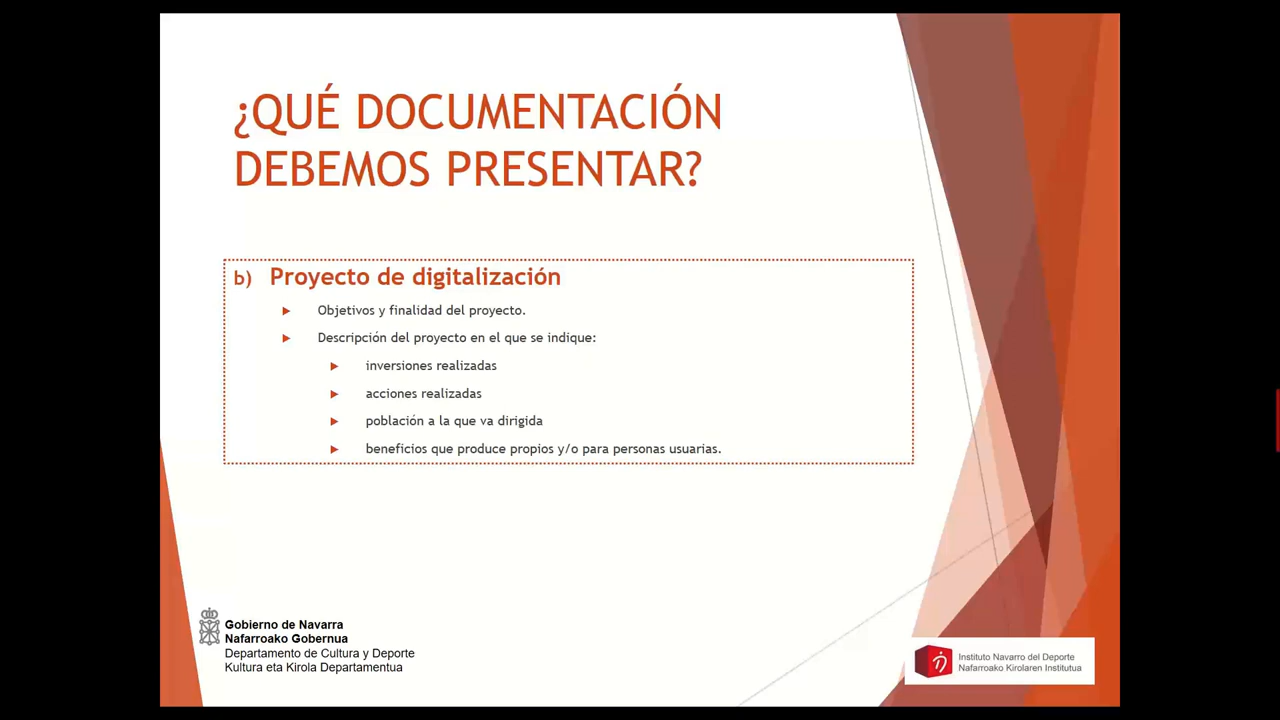 ¿QUÉ DOCUMENTACIÓN
DEBEMOS PRESENTAR?
b) Proyecto de digitalización
Objetivos y finalidad del proyecto.
Descripción del proyecto en el que se indique:
inversiones realizadas
acciones realizadas
población a la que va dirigida
beneficios que produce propios y/o para personas usuarias.
Gobierno de Navarra
Nafarroako Gobernua
Departamento de Cultura y Deporte
Kultura eta Kirola Departamentua
Instituto Navarro del Deporte
Nafarroako Kirolaren Institutua